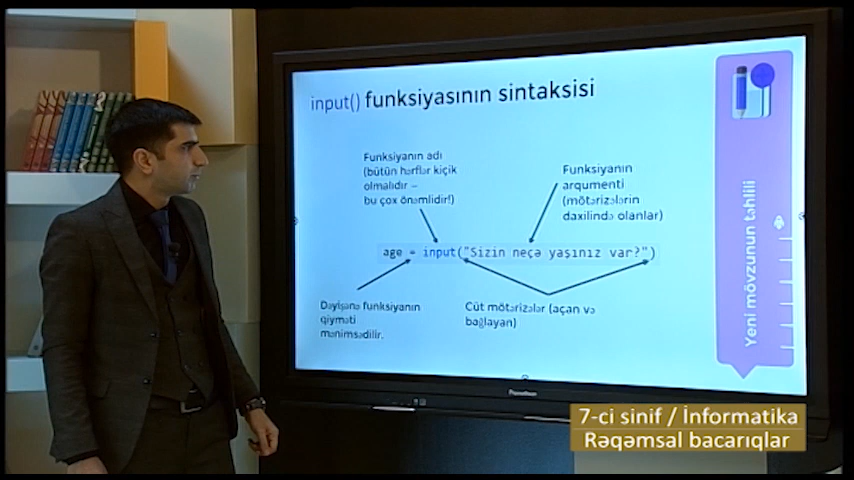 input() funksiyasının sintaksisi
Funksiyanın adı
(bütün hərflər kiçik
olmalıdır –
bu çox önəmlidir!)
Funksiyanın
arqumenti
(mötərizələrin
daxilində olanlar)
age = input("Sizin neçə yaşınız var?")
Dəyişənə funksiyanın
qiyməti
mənimsədilir.
Cüt mötərizələr (açan və
bağlayan)
Yeni mövzunun təhlili
Promethean
7-ci sinif / İnformatika
Rəqəmsal bacarıqlar